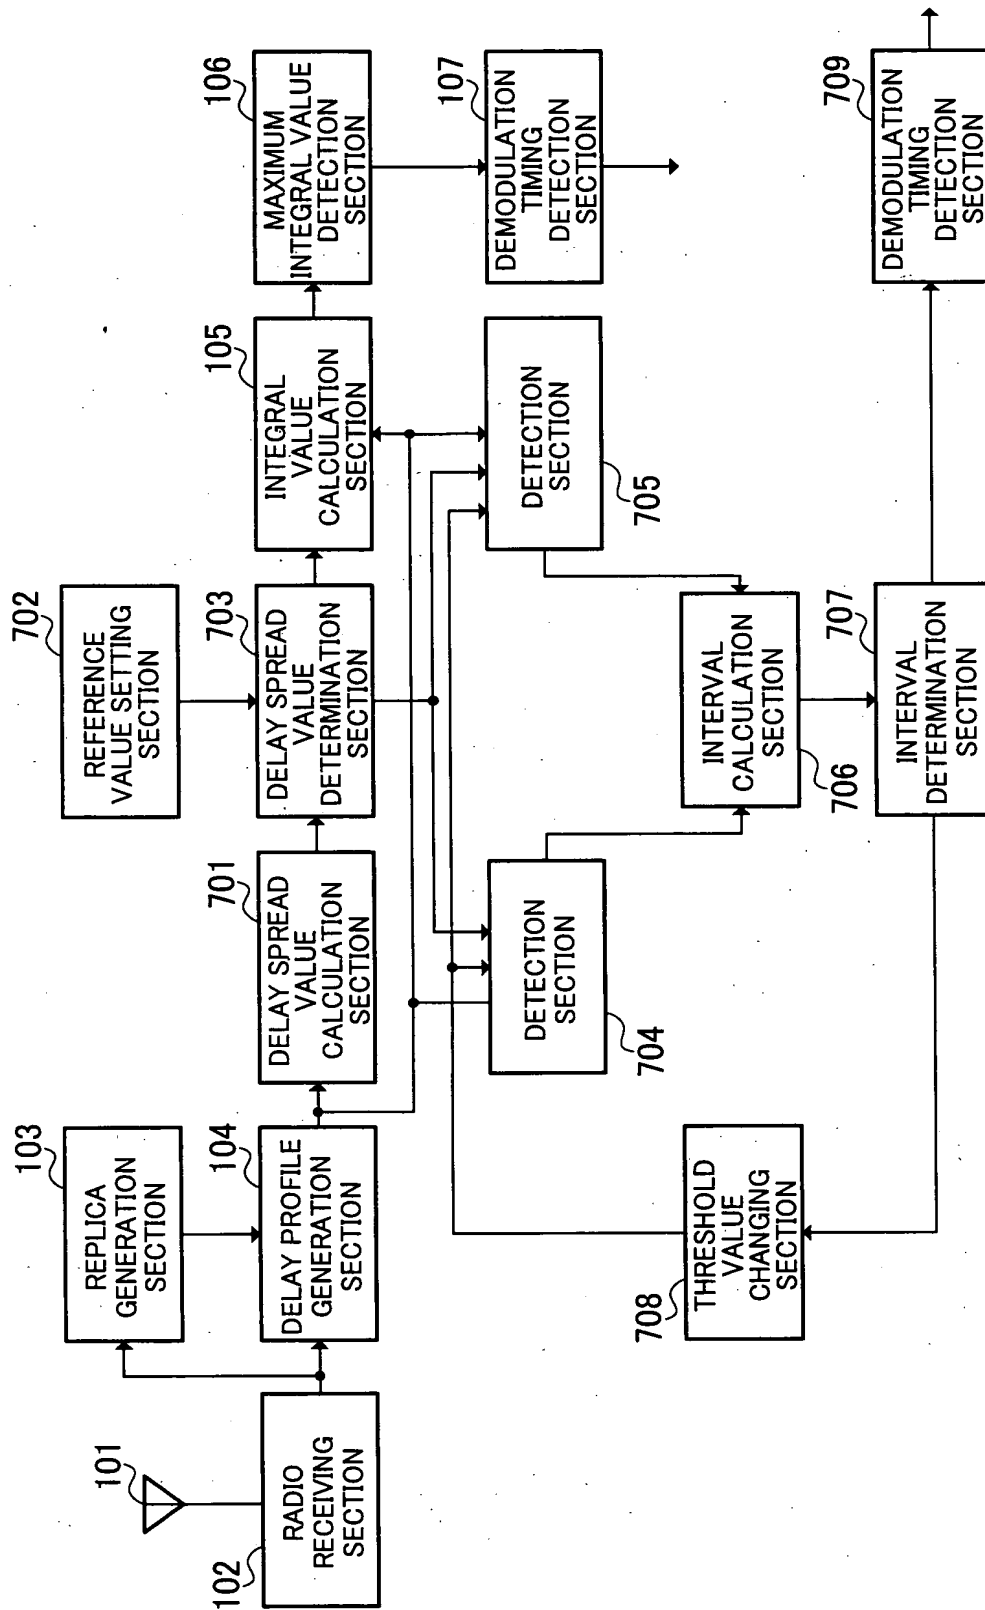 101
102
RADIO
RECEIVING
SECTION
103
REPLICA
GENERATION
SECTION
104
DELAY PROFILE
GENERATION
SECTION
701
DELAY SPREAD
VALUE
CALCULATION
SECTION
702
REFERENCE
VALUE SETTING
SECTION
703
DELAY SPREAD
VALUE
DETERMINATION
SECTION
105
INTEGRAL
VALUE
CALCULATION
SECTION
106
MAXIMUM
INTEGRAL VALUE
DETECTION
SECTION
107
DEMODULATION
TIMING
DETECTION
SECTION
DETECTION
SECTION
704
DETECTION
SECTION
705
708
THRESHOLD
VALUE
CHANGING
SECTION
INTERVAL
CALCULATION
SECTION
706
707
INTERVAL
DETERMINATION
SECTION
709
DEMODULATION
TIMING
DETECTION
SECTION